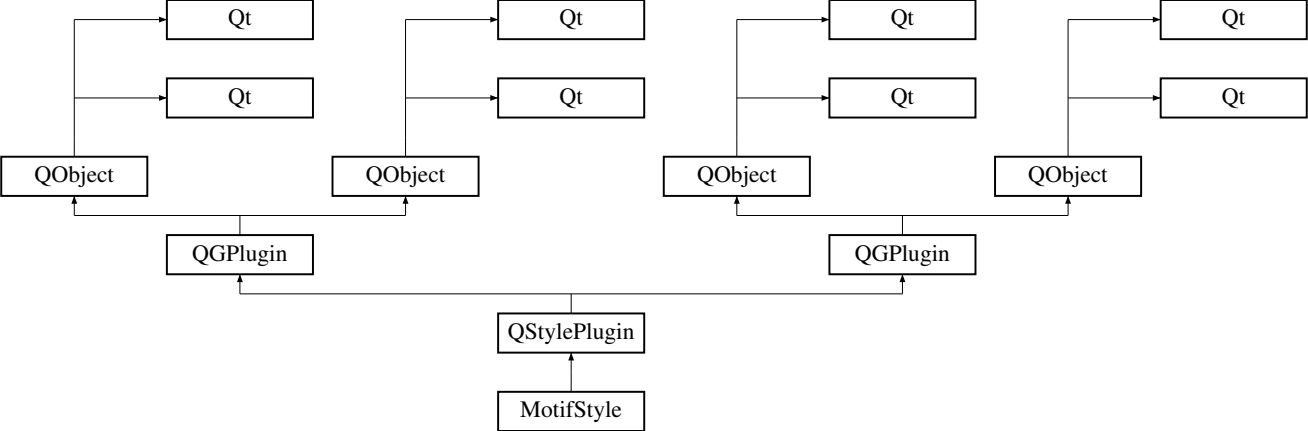 Qt
Qt
Qt
Qt
Qt
Qt
Qt
Qt
QObject
QObject
QObject
QObject
QGPlugin
QGPlugin
QStylePlugin
MotifStyle